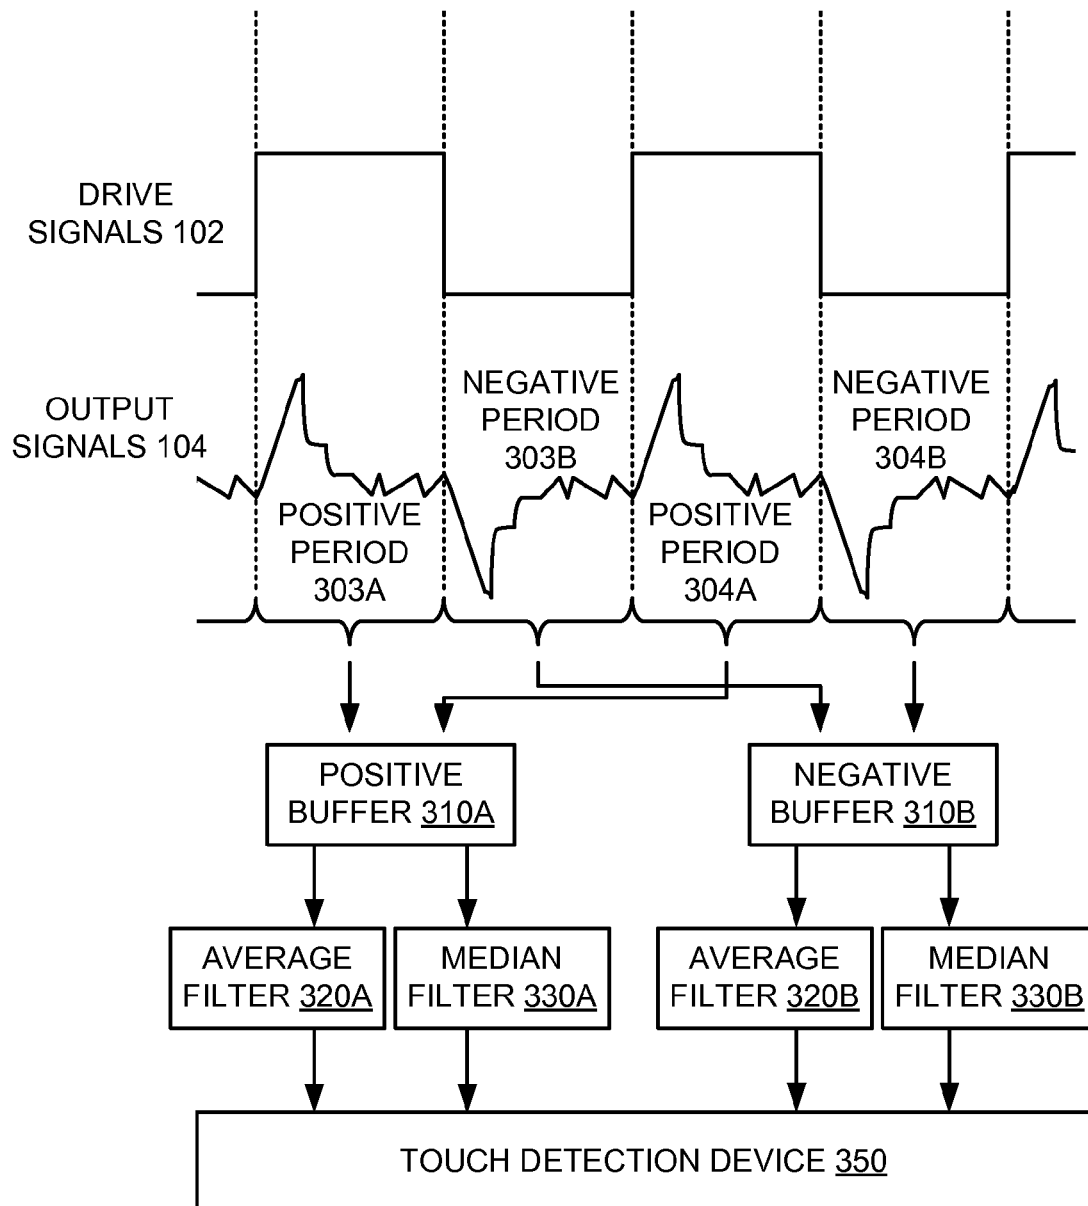 DRIVE
SIGNALS 102
OUTPUT
SIGNALS 104
NEGATIVE
PERIOD
303B
NEGATIVE
PERIOD
304B
POSITIVE
PERIOD
303A
POSITIVE
PERIOD
304A
POSITIVE
BUFFER 310A
NEGATIVE
BUFFER 310B
AVERAGE
FILTER 320A
MEDIAN
FILTER 330A
AVERAGE
FILTER 320B
MEDIAN
FILTER 330B
TOUCH DETECTION DEVICE 350